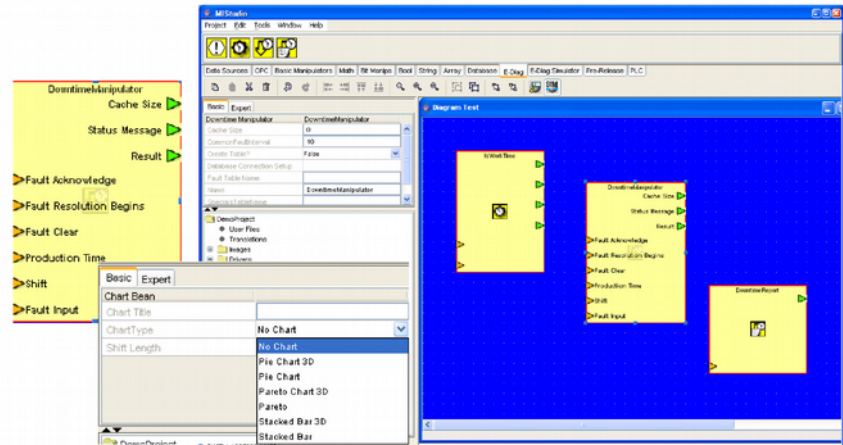 MIStudio
Project Edit Tools Window Help
Data Sources OPC Basic Manipulators Math Bit Manips Bool String Array Database E-Diag E-Diag Simulator Pre-Release PLC
Basic Expert
Downtime Manipulator DowntimeManipulator
Cache Size 0
CommonFaultInterval 10
Create Table? False
Database Connection Setup
Fault Table Name
Name DowntimeManipulator
DemoProject
User Files
Translations
Images
Drivers
Diagram Test
IsWorkTime
DowntimeManipulator
Cache Size
Status Message
Result
Fault Acknowledge
Fault Resolution Begins
Fault Clear
Production Time
Shift
Fault Input
DowntimeReport
DowntimeManipulator
Cache Size
Status Message
Result
Fault Acknowledge
Fault Resolution Begins
Fault Clear
Production Time
Shift
Fault Input
Basic Expert
Chart Bean
Chart Title
ChartType No Chart
Shift Length
No Chart
Pie Chart 3D
Pie Chart
Pareto Chart 3D
Pareto
Stacked Bar 3D
Stacked Bar
DemoProject